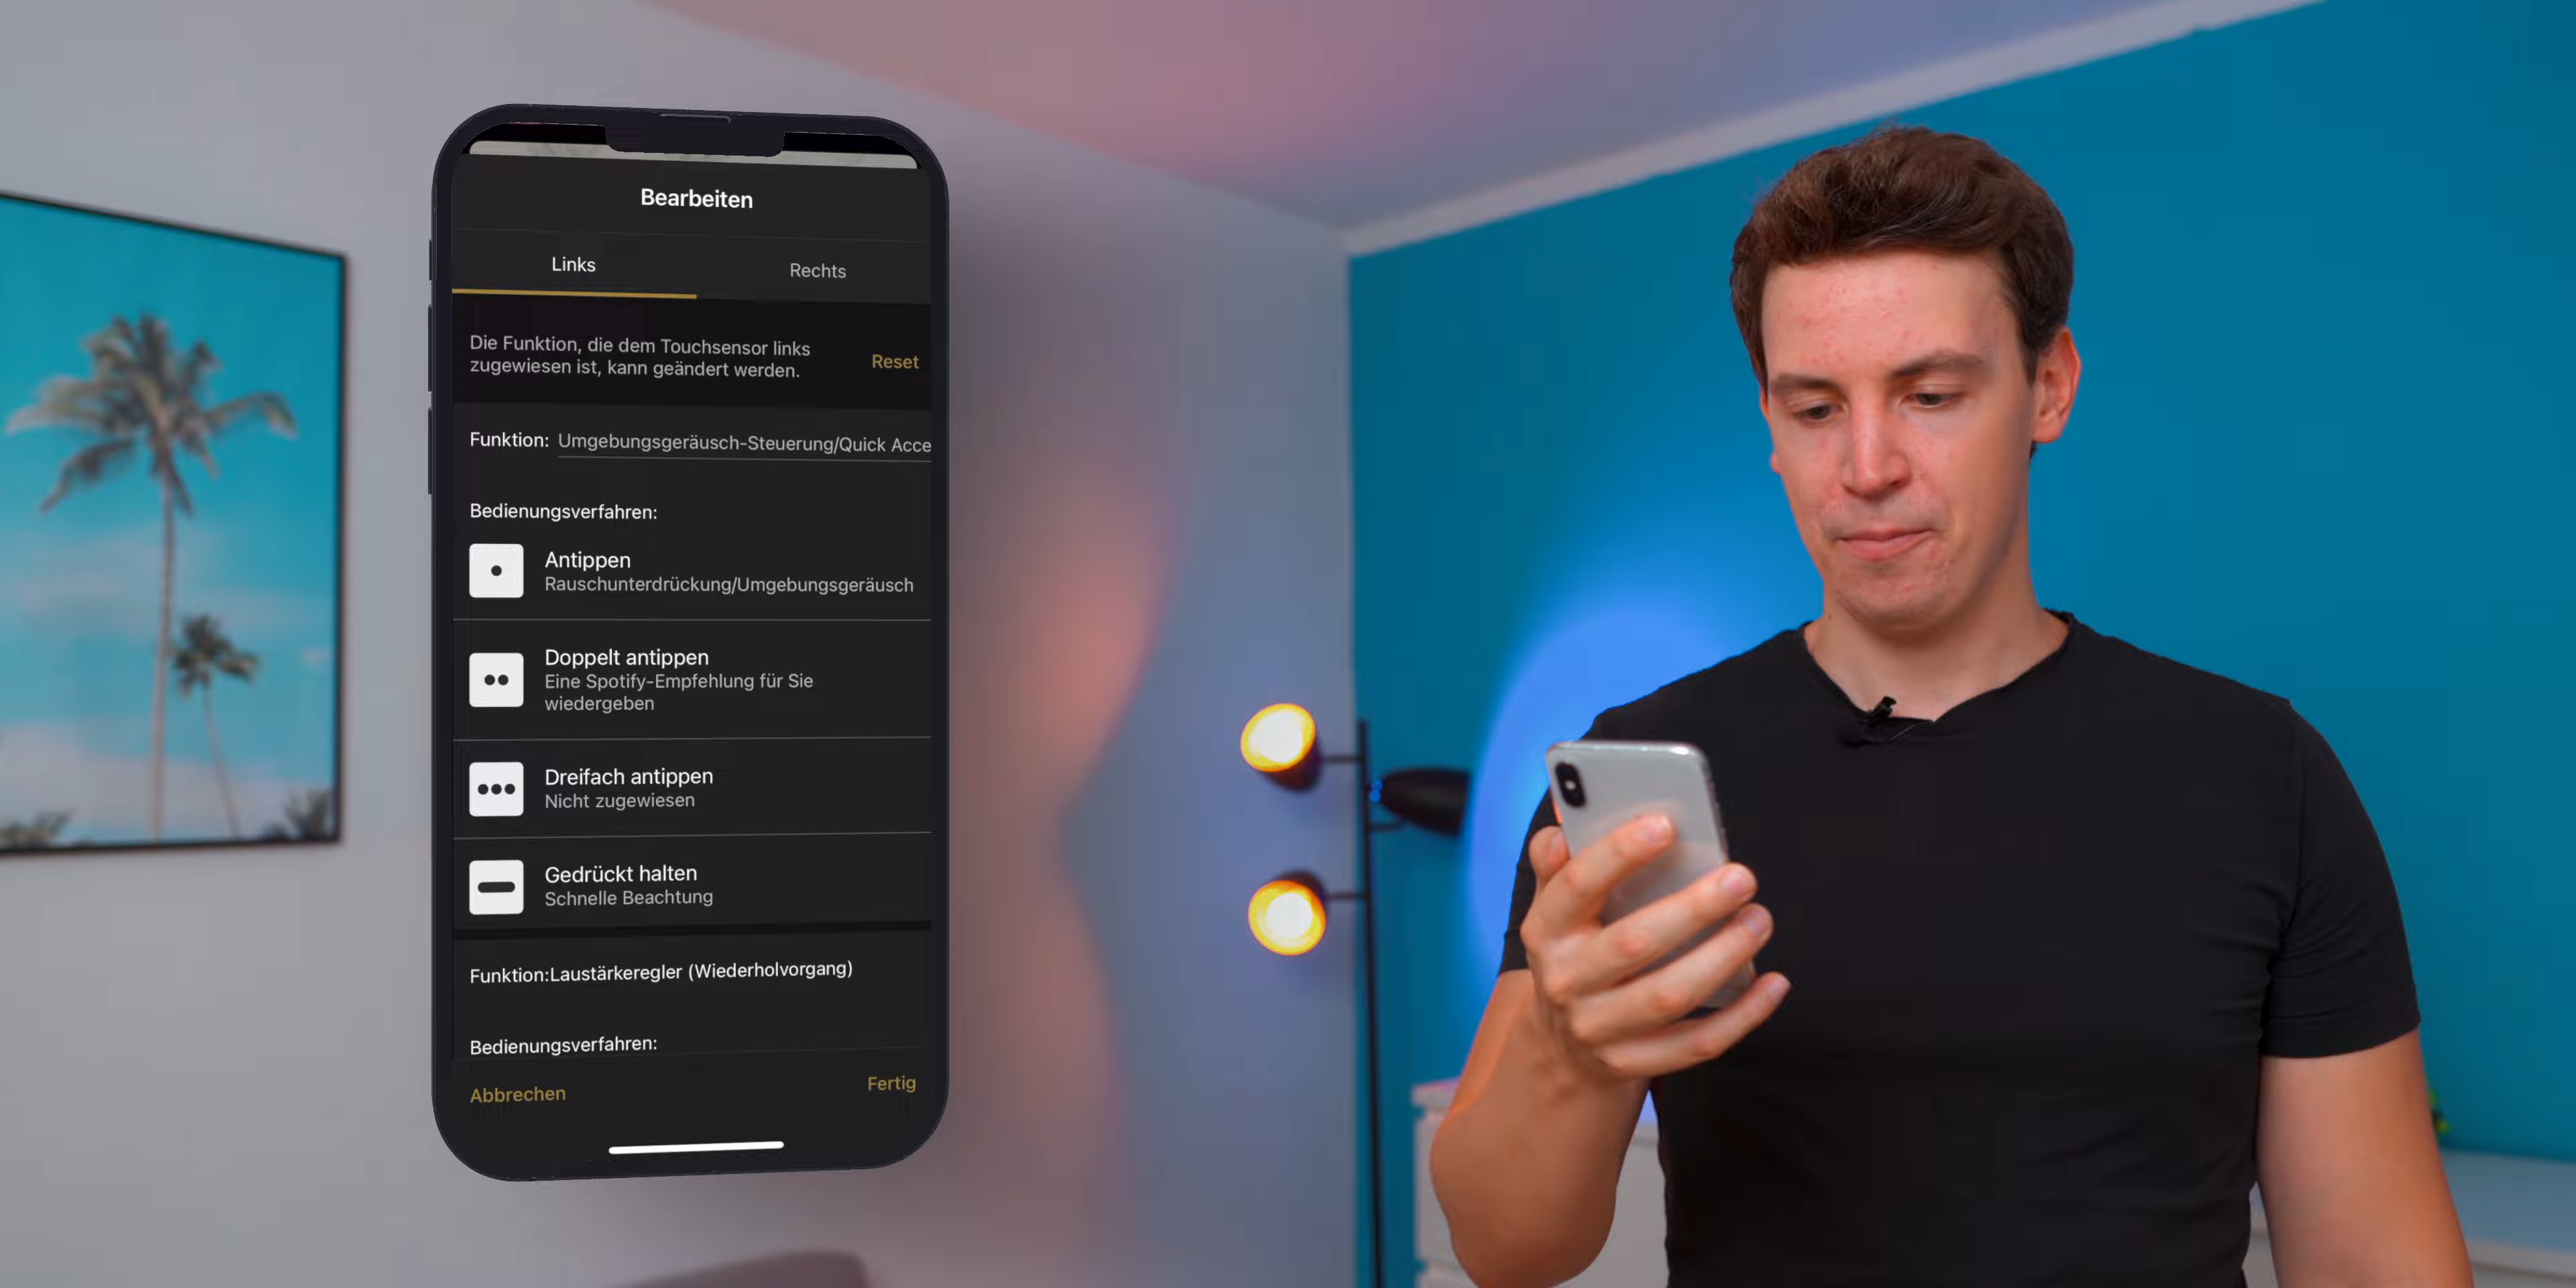 Bearbeiten
Links
Rechts
Die Funktion, die dem Touchsensor links
zugewiesen ist, kann geändert werden.
Reset
Funktion: Umgebungsgeräusch-Steuerung/Quick Acce
Bedienungsverfahren:
Antippen
Rauschunterdrückung/Umgebungsgeräusch
Doppelt antippen
Eine Spotify-Empfehlung für Sie
wiedergeben
Dreifach antippen
Nicht zugewiesen
Gedrückt halten
Schnelle Beachtung
Funktion:Laustärkeregler (Wiederholvorgang)
Bedienungsverfahren:
Abbrechen
Fertig